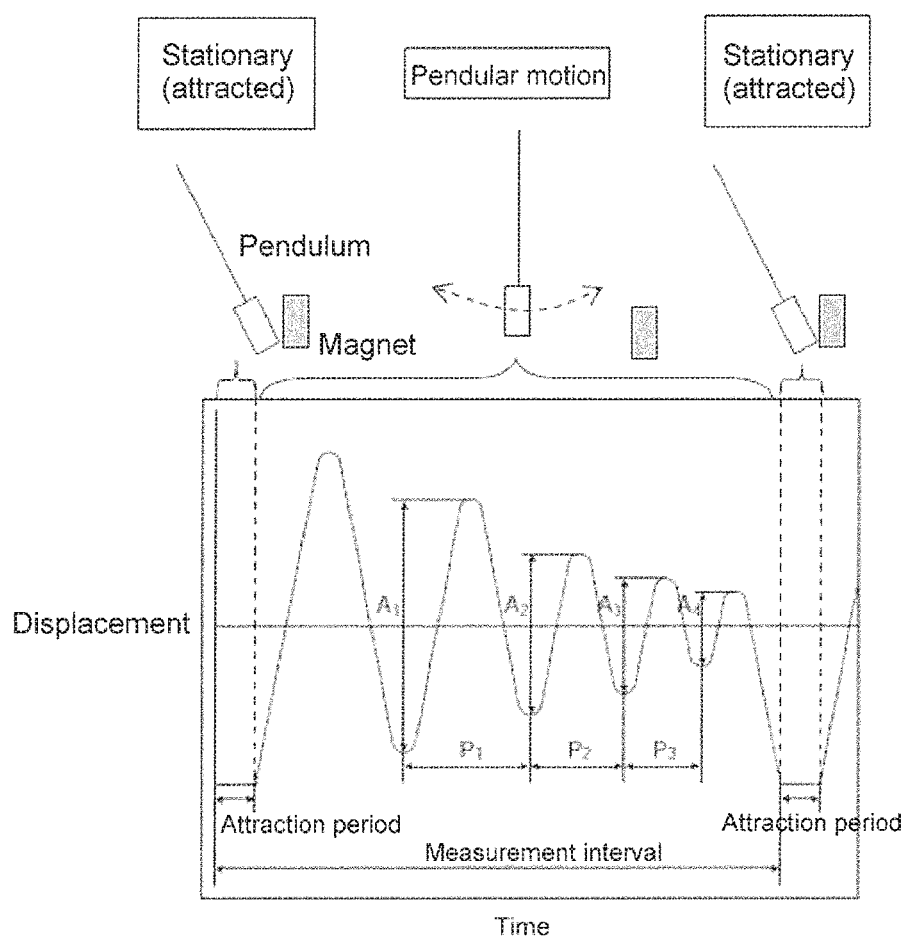 Stationary
(attracted)
Pendular motion
Stationary
(attracted)
Pendulum
Magnet
A₁
A₂
A₃
A₄
Displacement
P₁
P₂
P₃
Attraction period
Attraction period
Measurement interval
Time